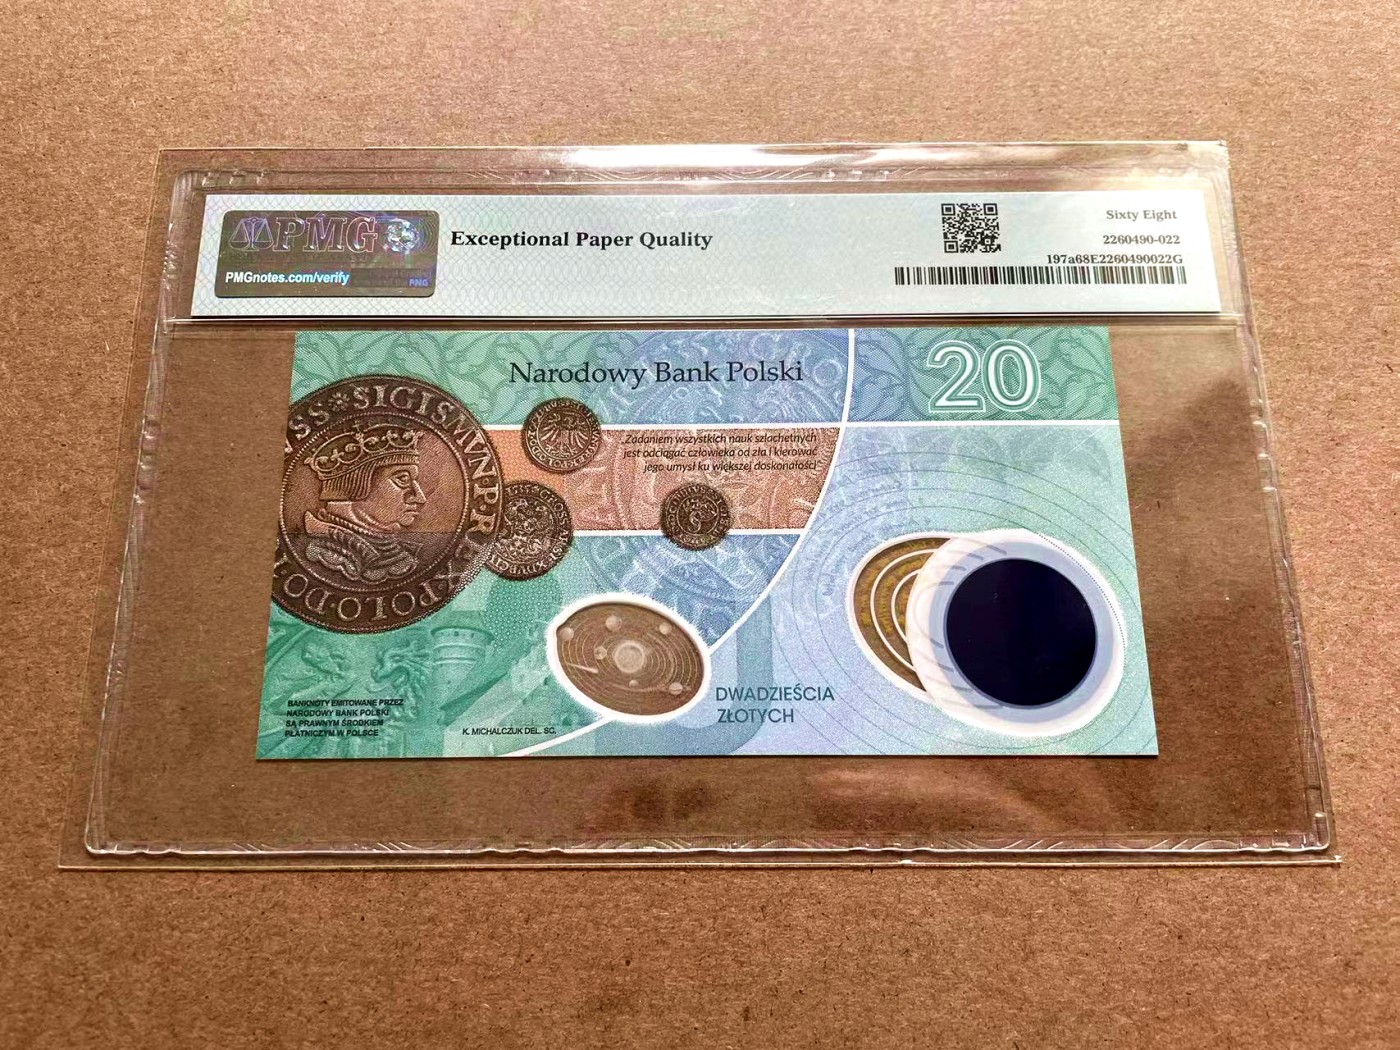 PMG
PMGnotes.com/verify
PNG
Exceptional Paper Quality
Sixty Eight
2260490-022
197a68E2260490022G
Narodowy Bank Polski
20
SS*SIGISMVN·P·REX·POLO·DO
„Zadaniem wszystkich nauk szlachetnych
jest odciągać człowieka od zła i kierować
jego umysł ku większej doskonałości”
BANKNOTY EMITOWANE PRZEZ
NARODOWY BANK POLSKI
SĄ PRAWNYM ŚRODKIEM
PŁATNICZYM W POLSCE
K. MICHALCZUK DEL. SC.
DWADZIEŚCIA
ZŁOTYCH